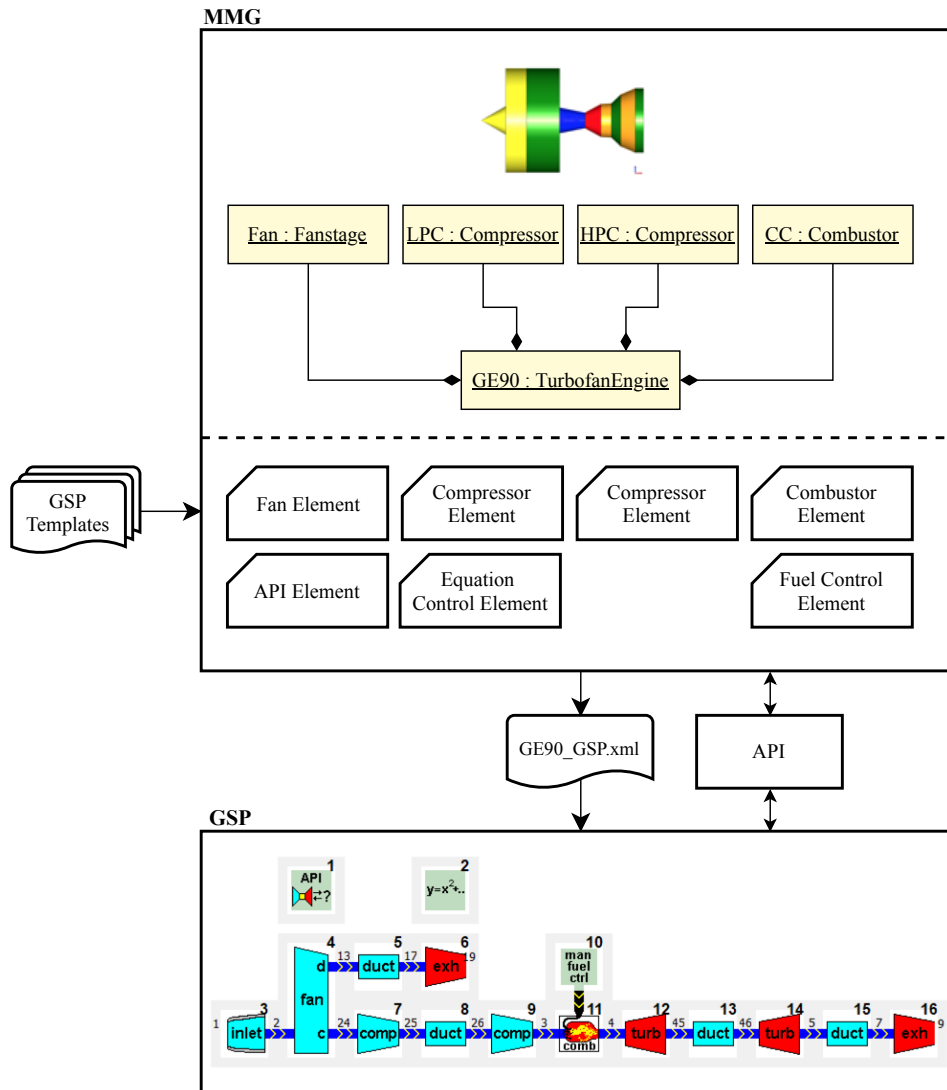 MMG
Fan : Fanstage
LPC : Compressor
HPC : Compressor
CC : Combustor
GE90 : TurbofanEngine
GSP
Templates
Fan Element
Compressor
Element
Compressor
Element
Combustor
Element
API Element
Equation
Control Element
Fuel Control
Element
GE90_GSP.xml
API
GSP
1
API
?
2
y=x²+..
4
d
fan
c
13
5
duct
17
6
exh
19
10
man
fuel
ctrl
1
3
inlet
2
24
7
comp
25
8
duct
26
9
comp
3
11
comb
4
12
turb
45
13
duct
14
turb
5
15
duct
7
16
exh
9